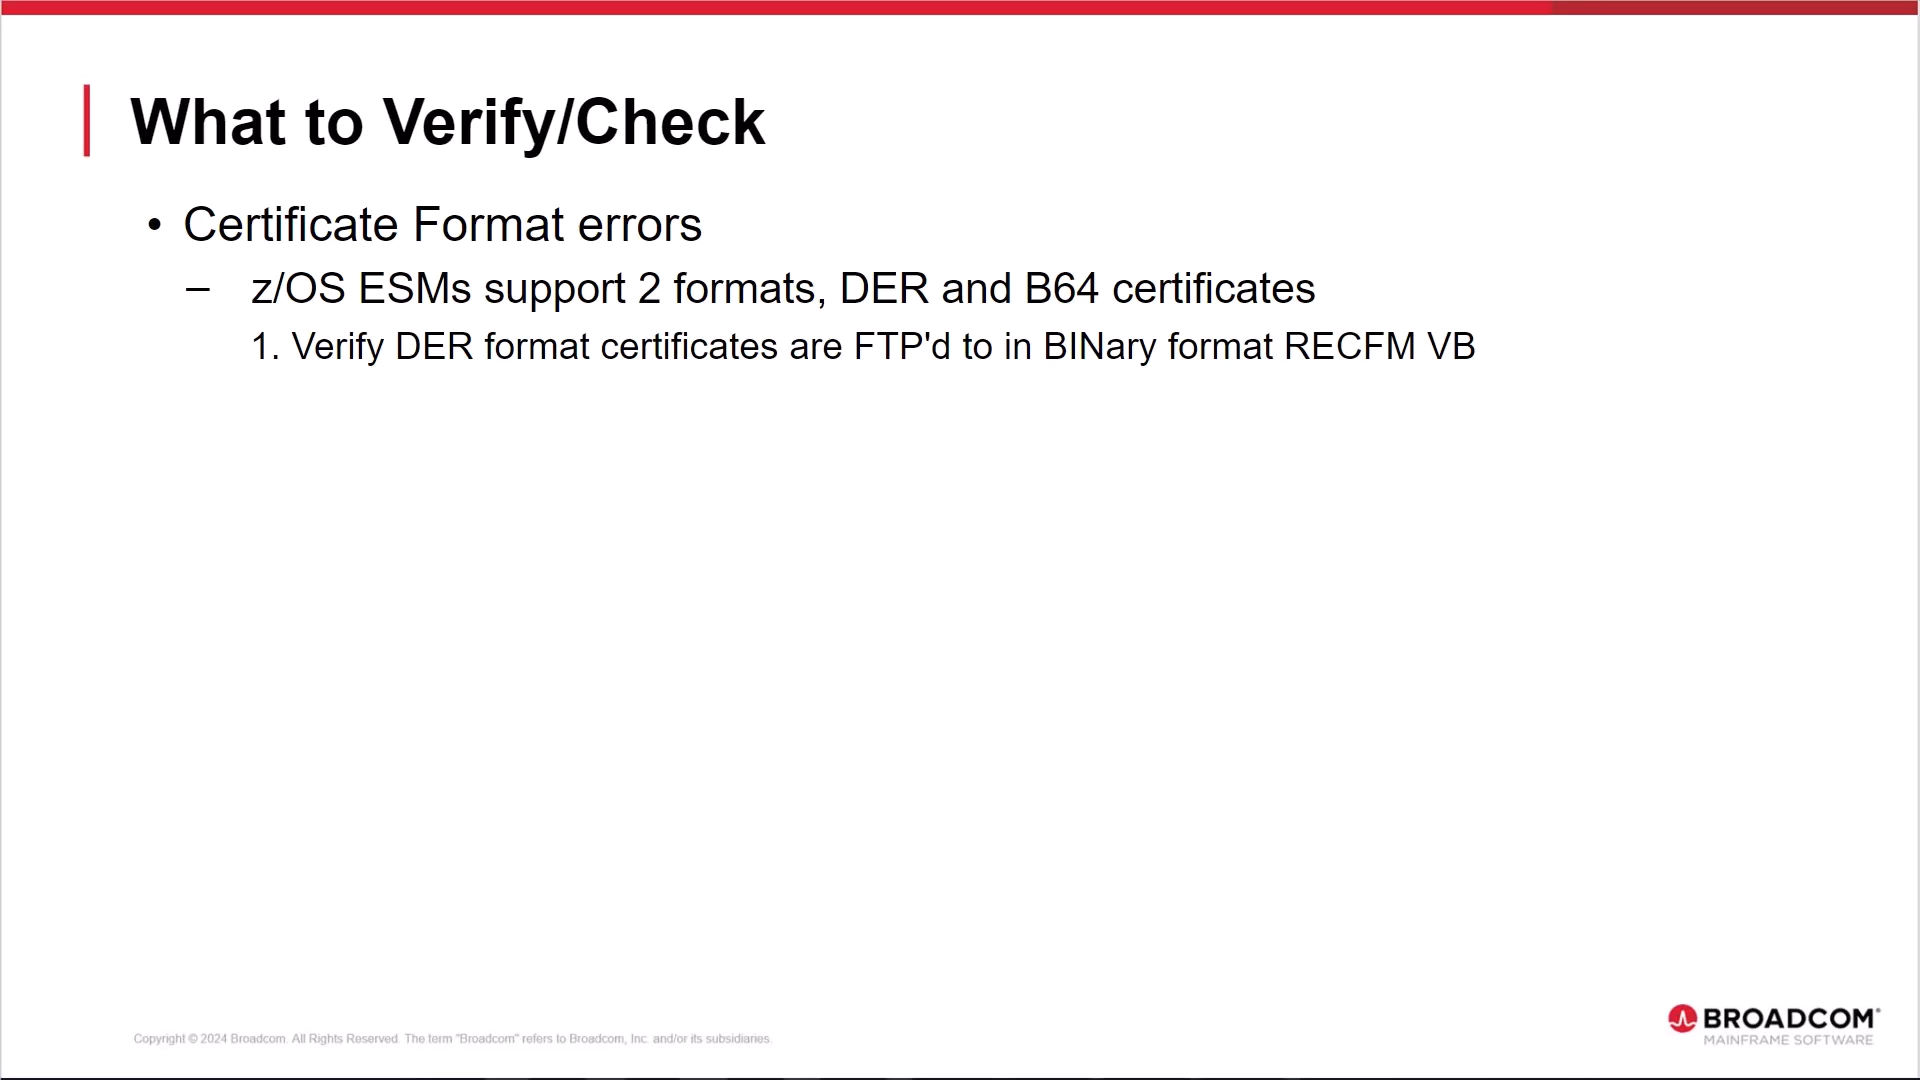 What to Verify/Check
• Certificate Format errors
– z/OS ESMs support 2 formats, DER and B64 certificates
1. Verify DER format certificates are FTP'd to in BINary format RECFM VB
Copyright © 2024 Broadcom. All Rights Reserved. The term "Broadcom" refers to Broadcom, Inc. and/or its subsidiaries.
BROADCOM®
MAINFRAME SOFTWARE